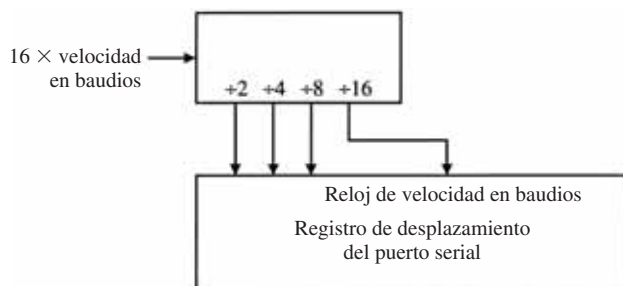 16 × velocidad
en baudios
÷2 ÷4 ÷8 ÷16
Reloj de velocidad en baudios
Registro de desplazamiento
del puerto serial